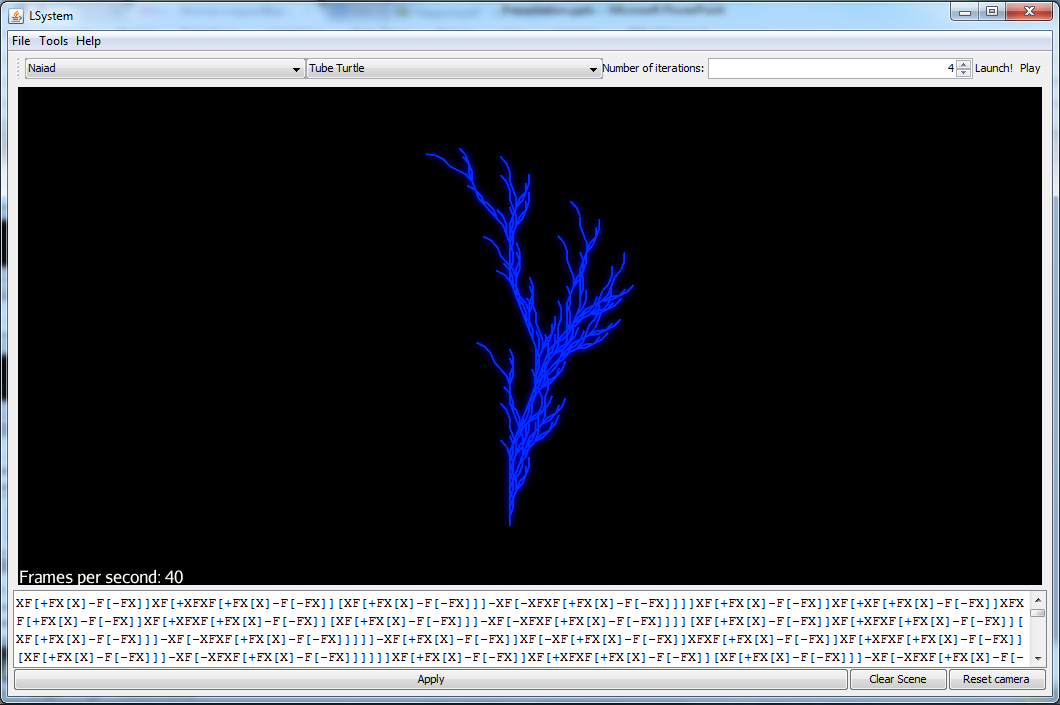 Presentation.pptx - Microsoft PowerPoint
LSystem
File Tools Help
Naiad Tube Turtle Number of iterations: 4 Launch! Play
Frames per second: 40
XF[+FX[X]-F[-FX]]XF[+XFXF[+FX[X]-F[-FX]][XF[+FX[X]-F[-FX]]]-XF[-XFXF[+FX[X]-F[-FX]]]]XF[+FX[X]-F[-FX]]XF[+XF[+FX[X]-F[-FX]]XFX
F[+FX[X]-F[-FX]]XF[+XFXF[+FX[X]-F[-FX]][XF[+FX[X]-F[-FX]]]-XF[-XFXF[+FX[X]-F[-FX]]]][XF[+FX[X]-F[-FX]]XF[+XFXF[+FX[X]-F[-FX]][
XF[+FX[X]-F[-FX]]]-XF[-XFXF[+FX[X]-F[-FX]]]]]-XF[+FX[X]-F[-FX]]XF[-XF[+FX[X]-F[-FX]]XFXF[+FX[X]-F[-FX]]XF[+XFXF[+FX[X]-F[-FX]]
[XF[+FX[X]-F[-FX]]]-XF[-XFXF[+FX[X]-F[-FX]]]]]]XF[+FX[X]-F[-FX]]XF[+XFXF[+FX[X]-F[-FX]][XF[+FX[X]-F[-FX]]]-XF[-XFXF[+FX[X]-F[-
Apply Clear Scene Reset camera